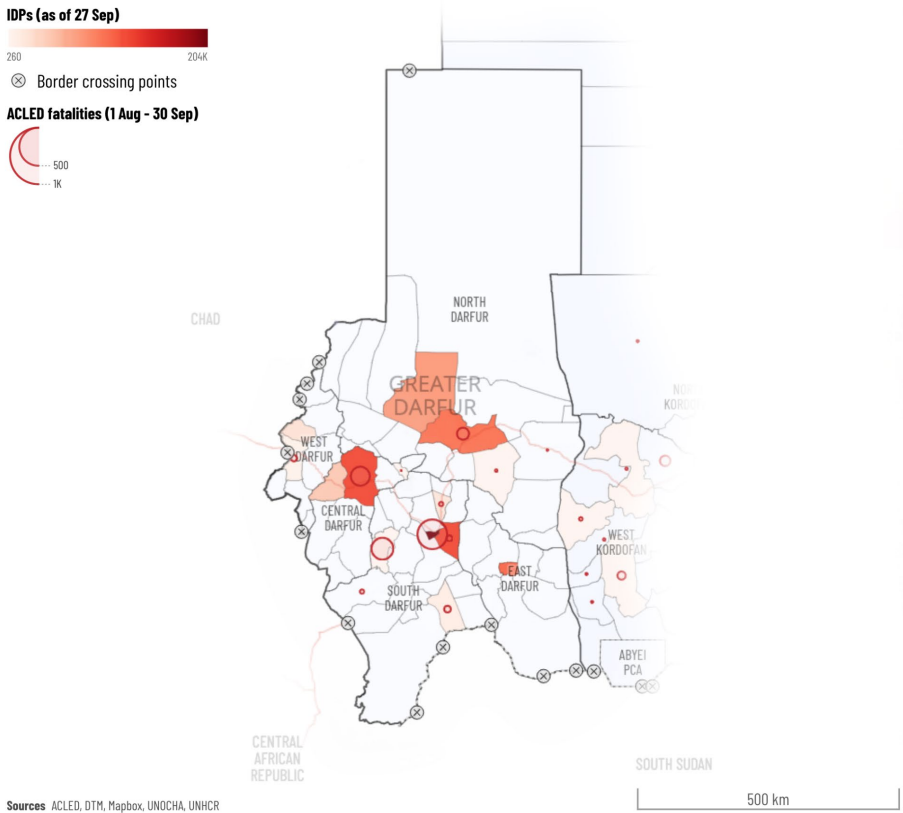 IDPs (as of 27 Sep)
260
204K
Border crossing points
ACLED fatalities (1 Aug - 30 Sep)
500
1K
NORTH
DARFUR
CHAD
GREATER
DARFUR
WEST
DARFUR
CENTRAL
DARFUR
WEST
KORDOFAN
EAST
DARFUR
SOUTH
DARFUR
ABYEI
PCA
CENTRAL
AFRICAN
REPUBLIC
SOUTH SUDAN
500 km
Sources ACLED, DTM, Mapbox, UNOCHA, UNHCR